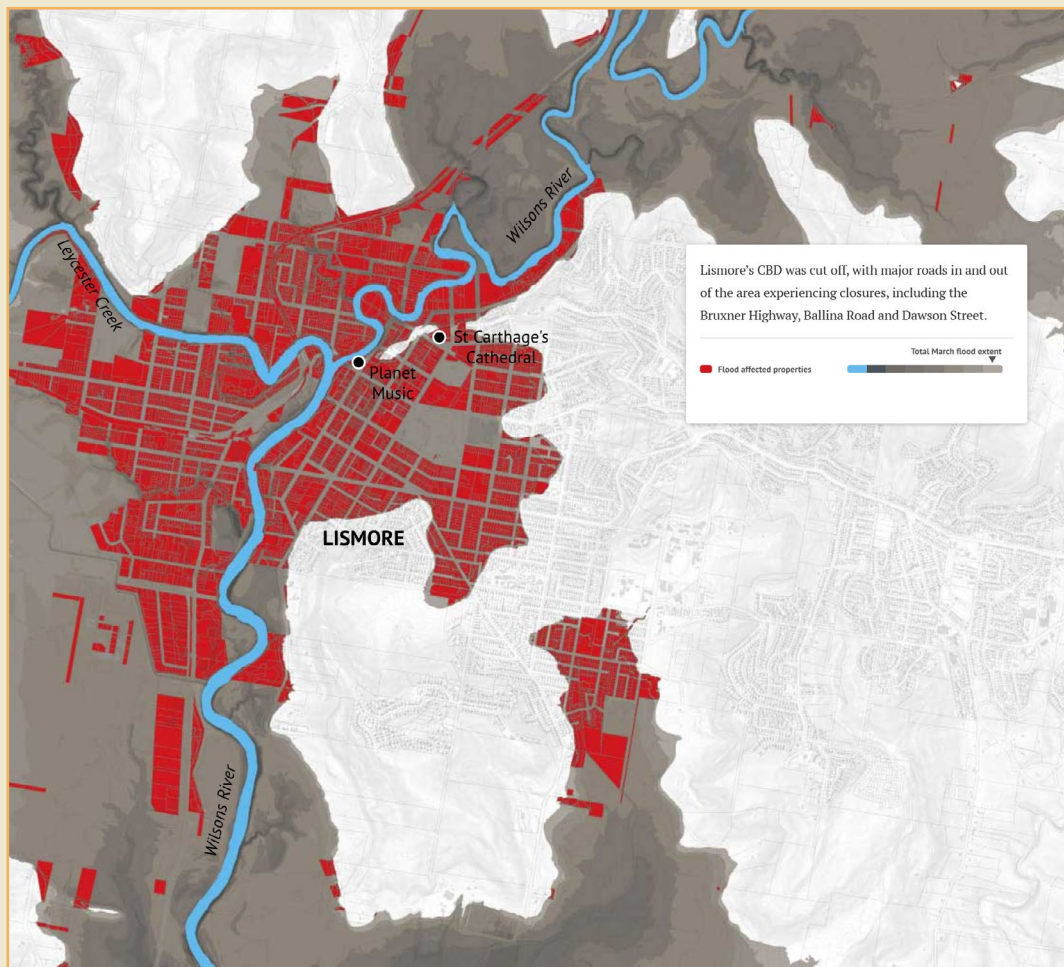 Wilsons River
Leycester Creek
Lismore's CBD was cut off, with major roads in and out
of the area experiencing closures, including the
Bruxner Highway, Ballina Road and Dawson Street.
Total March flood extent
Flood affected properties
St Carthage's
Cathedral
Planet
Music
LISMORE
Wilsons River